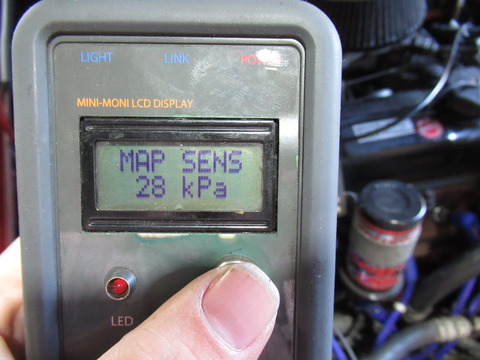 LIGHT LINK POWER
MINI-MONI LCD DISPLAY
MAP SENS
28 kPa
LED